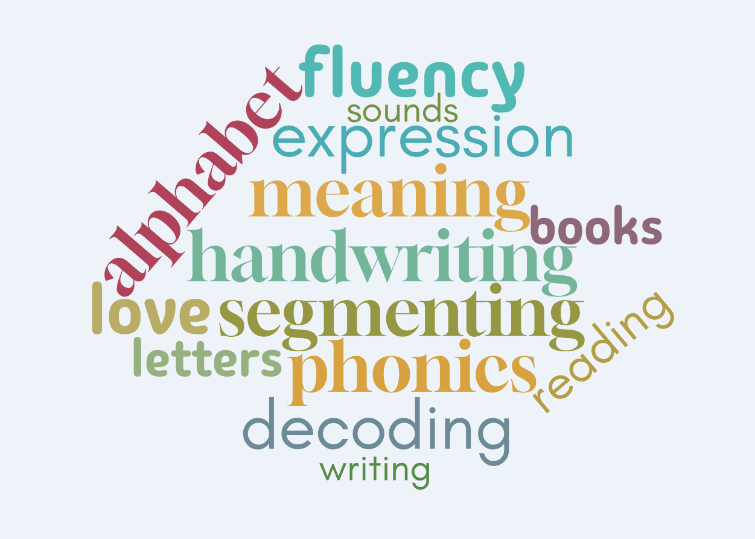 fluency
sounds
alphabet
expression
meaning
books
handwriting
love
segmenting
reading
letters
phonics
decoding
writing